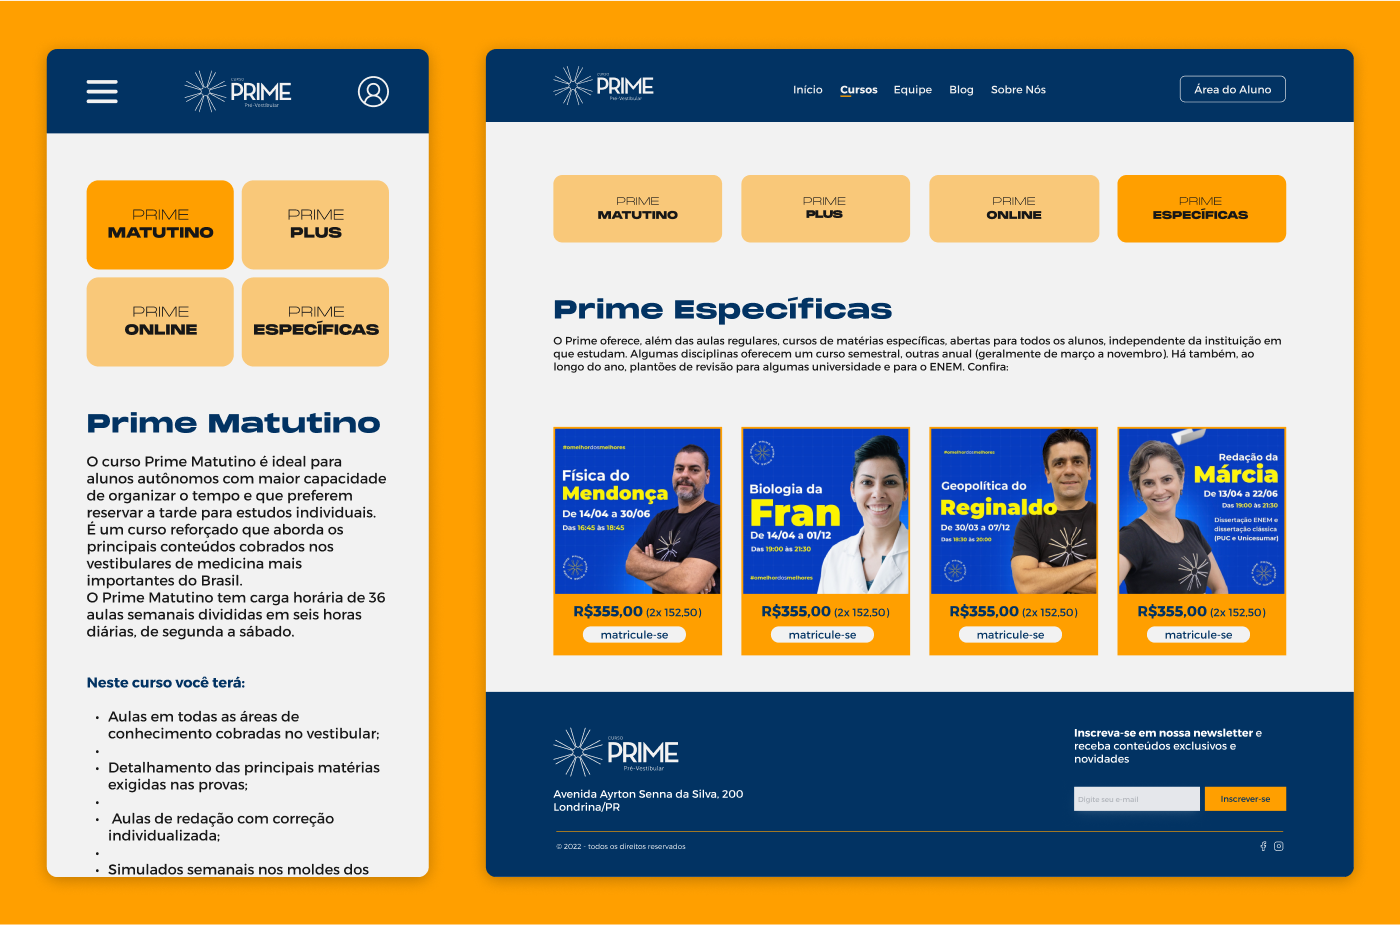 CURSO
PRIME
Pré-Vestibular
PRIME
MATUTINO
PRIME
PLUS
PRIME
ONLINE
PRIME
ESPECÍFICAS
Prime Matutino
O curso Prime Matutino é ideal para
alunos autônomos com maior capacidade
de organizar o tempo e que preferem
reservar a tarde para estudos individuais.
É um curso reforçado que aborda os
principais conteúdos cobrados nos
vestibulares de medicina mais
importantes do Brasil.
O Prime Matutino tem carga horária de 36
aulas semanais divididas em seis horas
diárias, de segunda a sábado.
Neste curso você terá:
• Aulas em todas as áreas de
conhecimento cobradas no vestibular;
•
• Detalhamento das principais matérias
exigidas nas provas;
•
• Aulas de redação com correção
individualizada;
•
• Simulados semanais nos moldes dos
CURSO
PRIME
Pré-Vestibular
Início Cursos Equipe Blog Sobre Nós
Área do Aluno
PRIME
MATUTINO
PRIME
PLUS
PRIME
ONLINE
PRIME
ESPECÍFICAS
Prime Específicas
O Prime oferece, além das aulas regulares, cursos de matérias específicas, abertas para todos os alunos, independente da instituição em
que estudam. Algumas disciplinas oferecem um curso semestral, outras anual (geralmente de março a novembro). Há também, ao
longo do ano, plantões de revisão para algumas universidade e para o ENEM. Confira:
#omelhordosmelhores
Física do
Mendonça
De 14/04 a 30/06
Das 16:45 às 18:45
R$355,00 (2x 152,50)
matricule-se
Biologia da
Fran
De 14/04 a 01/12
Das 19:00 às 21:30
#omelhordosmelhores
R$355,00 (2x 152,50)
matricule-se
#omelhordosmelhores
Geopolítica do
Reginaldo
De 30/03 a 07/12
Das 18:30 às 20:00
R$355,00 (2x 152,50)
matricule-se
Redação da
Márcia
De 13/04 a 22/06
Das 19:00 às 21:30
Dissertação ENEM e
dissertação clássica
(PUC e Unicesumar)
R$355,00 (2x 152,50)
matricule-se
CURSO
PRIME
Pré-Vestibular
Avenida Ayrton Senna da Silva, 200
Londrina/PR
Inscreva-se em nossa newsletter e
receba conteúdos exclusivos e
novidades
Digite seu e-mail
Inscrever-se
© 2022 - todos os direitos reservados